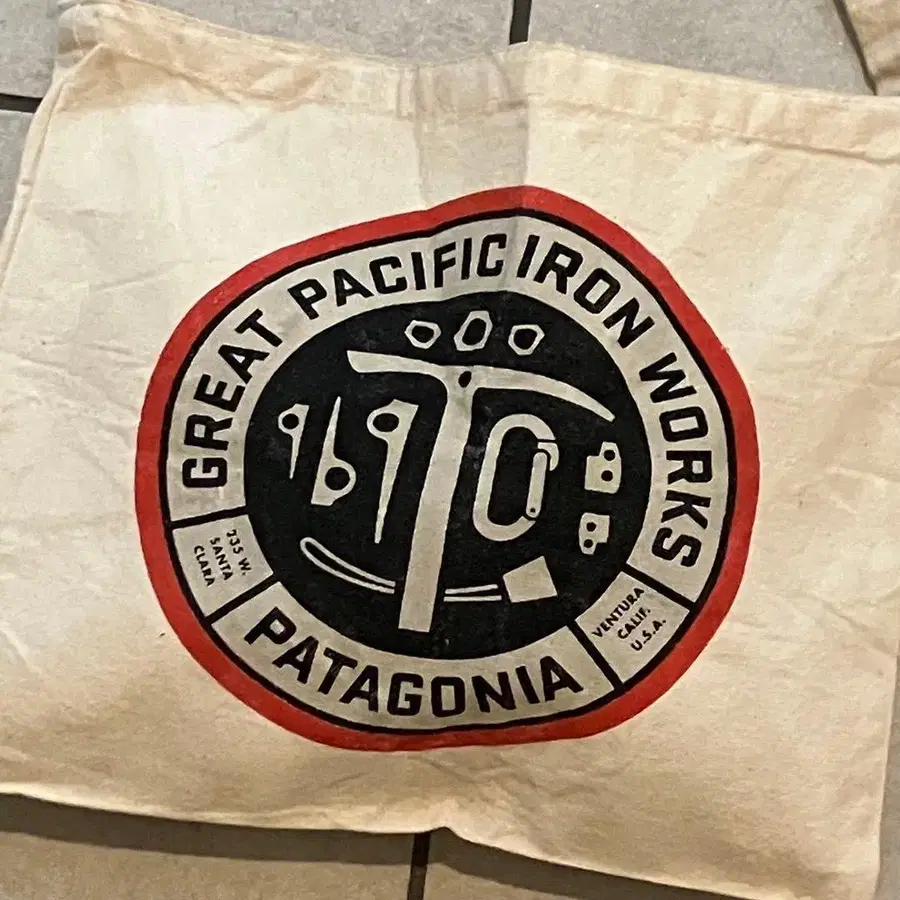 GREAT PACIFIC IRON WORKS
235 W.
SANTA
CLARA
PATAGONIA
VENTURA
CALIF.
U.S.A.